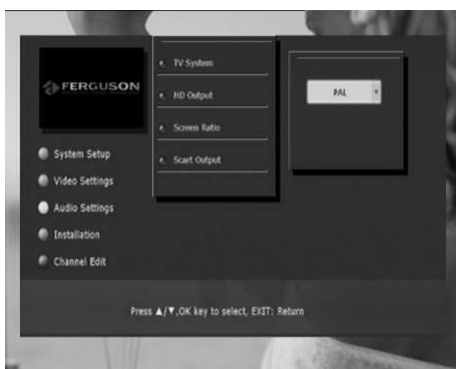 FERGUSON
System Setup
Video Settings
Audio Settings
Installation
Channel Edit
TV System
HD Output
Screen Ratio
Scart Output
PAL
Press ▲/▼,OK key to select, EXIT: Return